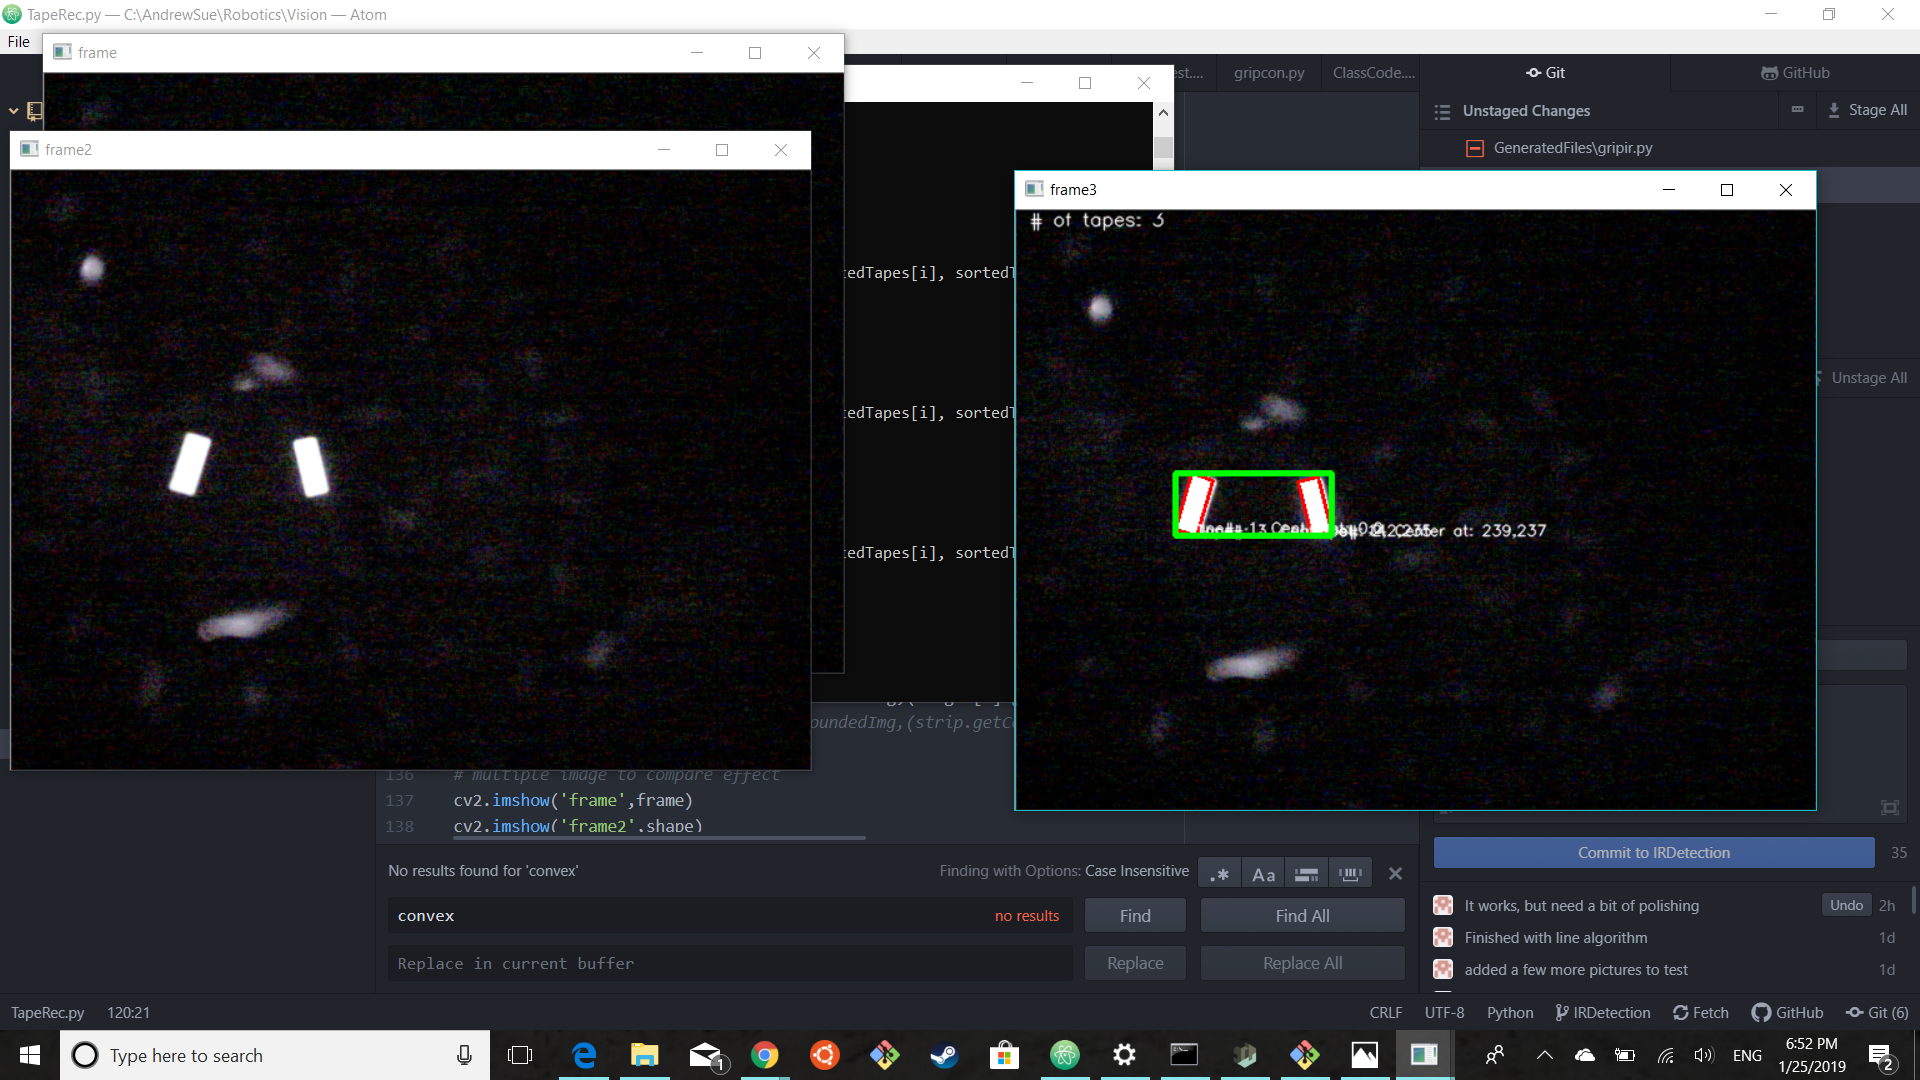 TapeRec.py — C:\AndrewSue\Robotics\Vision — Atom
File
frame
gripcon.py
ClassCode....
Git
GitHub
Unstaged Changes
Stage All
GeneratedFiles\gripir.py
frame2
frame3
# of tapes: 3
edTapes[i], sorted
Unstage All
edTapes[i], sorted
Center at: 239,237
edTapes[i], sorted
oundedImg,(strip.getC
136 # multiple image to compare effect
137 cv2.imshow('frame',frame)
138 cv2.imshow('frame2',shape)
Commit to IRDetection
35
No results found for 'convex'
Finding with Options: Case Insensitive
.*
Aa
convex
no results
Find
Find All
Replace in current buffer
Replace
Replace All
It works, but need a bit of polishing
Undo
2h
Finished with line algorithm
1d
added a few more pictures to test
1d
TapeRec.py
120:21
CRLF
UTF-8
Python
IRDetection
Fetch
GitHub
Git (6)
Type here to search
1
ENG
6:52 PM
1/25/2019
2